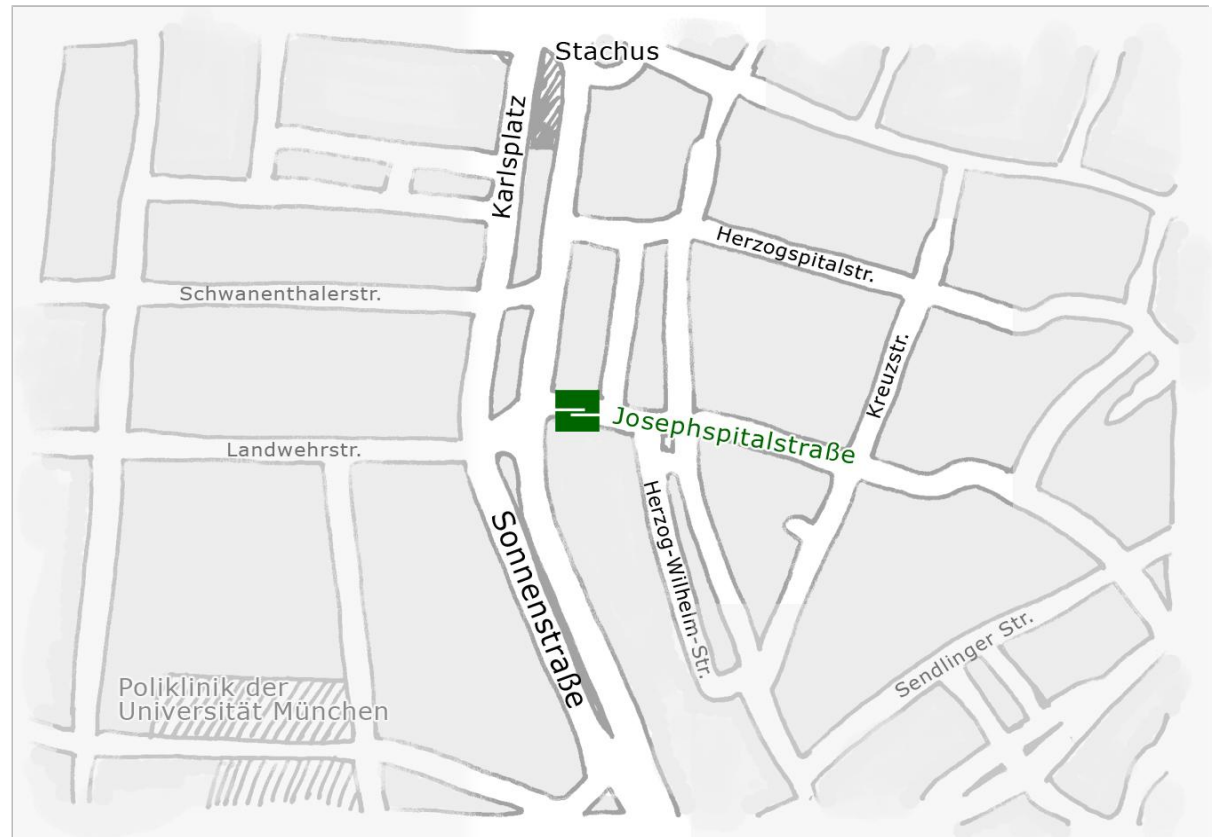 Stachus
Karlsplatz
Herzogspitalstr.
Schwanenthalerstr.
Kreuzstr.
Josephspitalstraße
Landwehrstr.
Herzog-Wilhelm-Str.
Sonnenstraße
Sendlinger Str.
Poliklinik der
Universität München